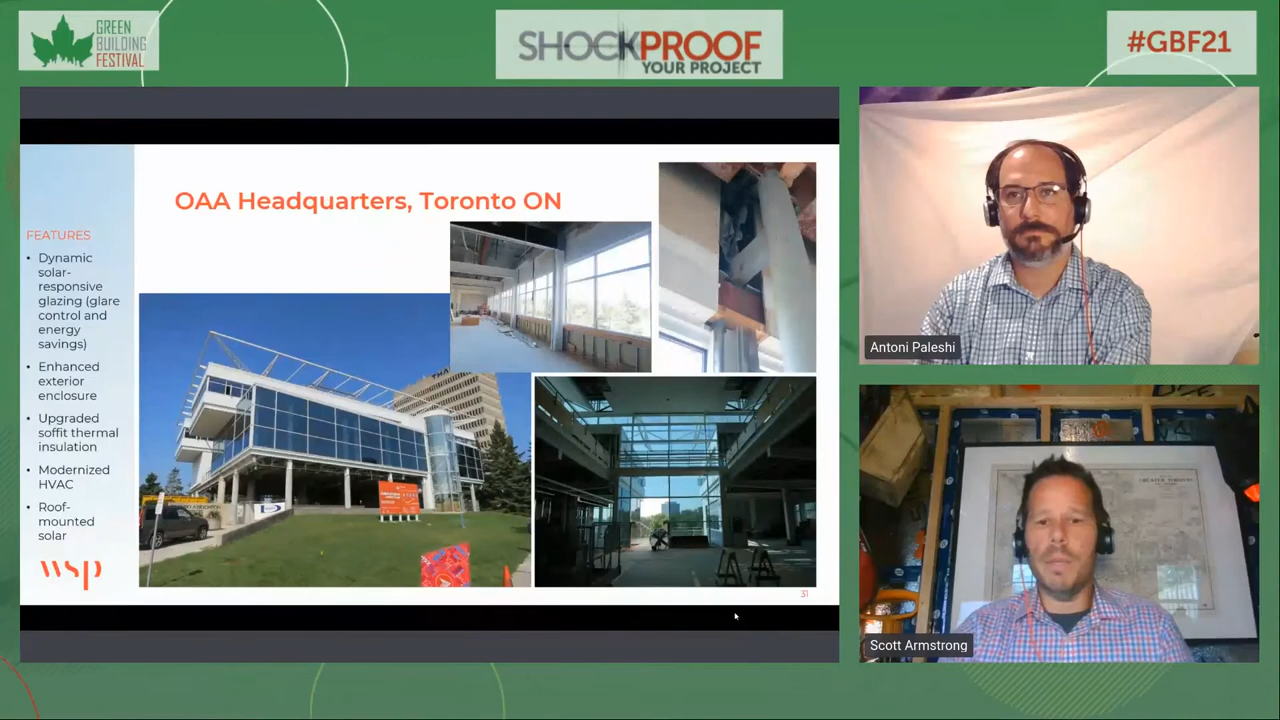 GREEN
BUILDING
FESTIVAL
SHOCKPROOF
YOUR PROJECT
#GBF21
OAA Headquarters, Toronto ON
FEATURES
• Dynamic
solar-
responsive
glazing (glare
control and
energy
savings)
• Enhanced
exterior
enclosure
• Upgraded
soffit thermal
insulation
• Modernized
HVAC
• Roof-
mounted
solar
wsp
31
Antoni Paleshi
Scott Armstrong